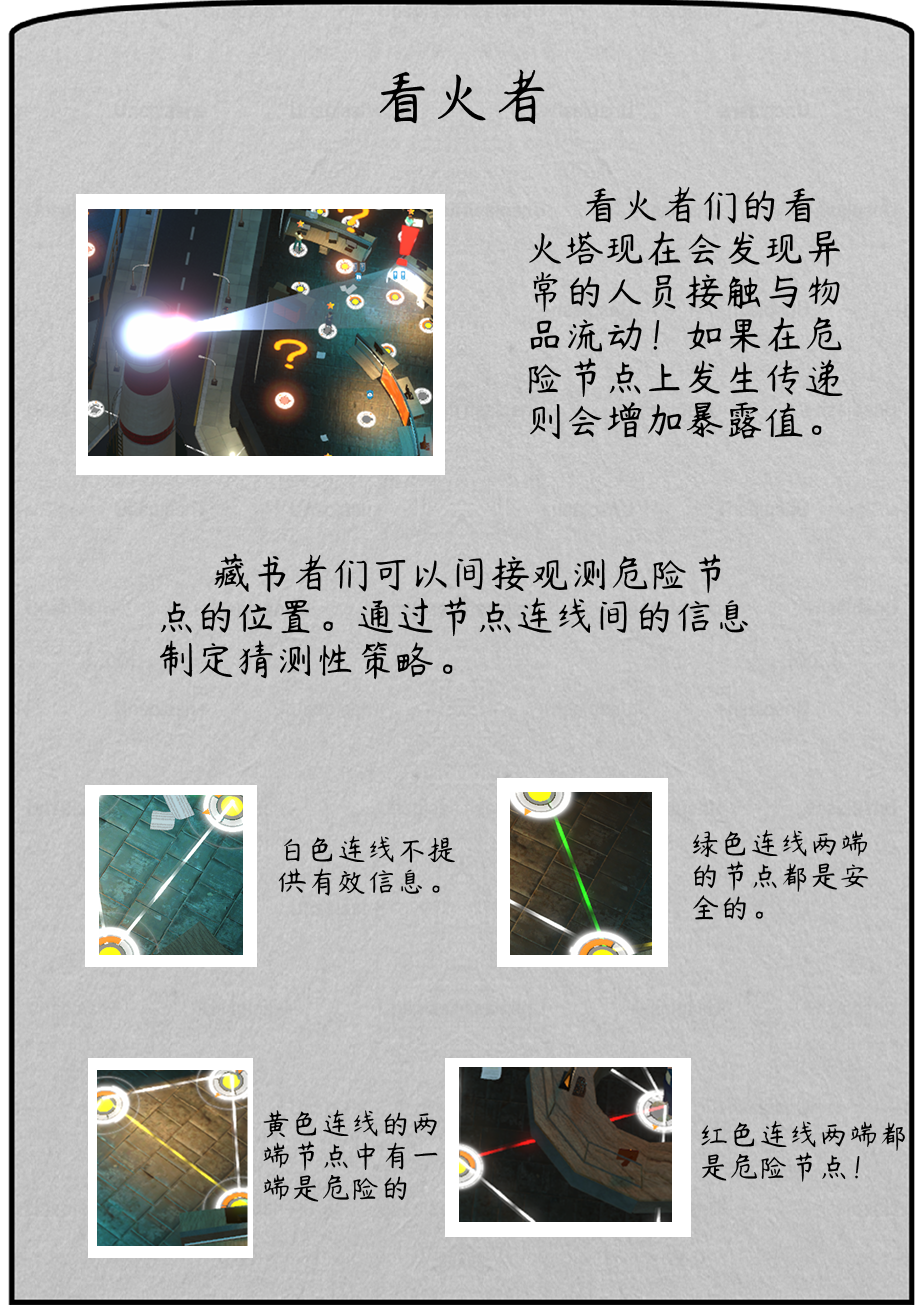 看火者
看火者们的看
火塔现在会发现异
常的人员接触与物
品流动！如果在危
险节点上发生传递
则会增加暴露值。
藏书者们可以间接观测危险节
点的位置。通过节点连线间的信息
制定猜测性策略。
白色连线不提
供有效信息。
绿色连线两端
的节点都是安
全的。
黄色连线的两
端节点中有一
端是危险的
红色连线两端都
是危险节点！